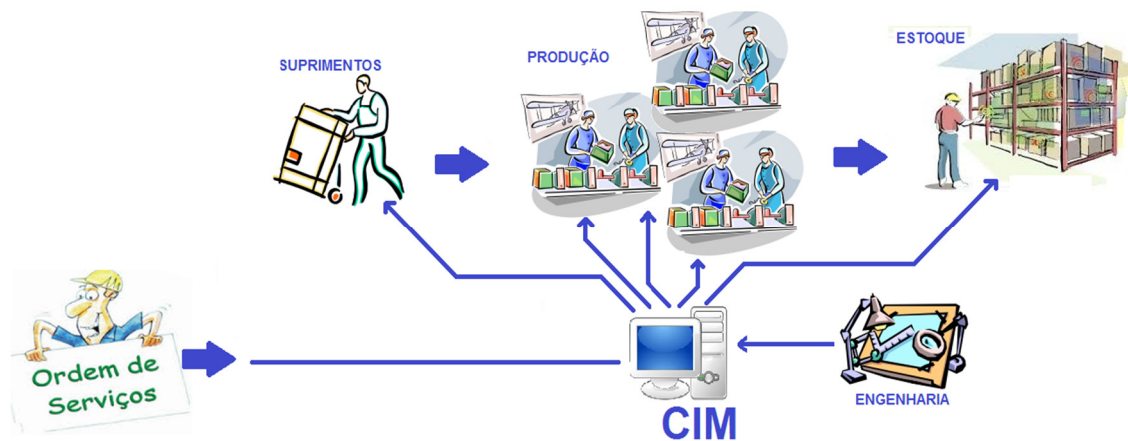 SUPRIMENTOS
PRODUÇÃO
ESTOQUE
Ordem de
Serviços
CIM
ENGENHARIA